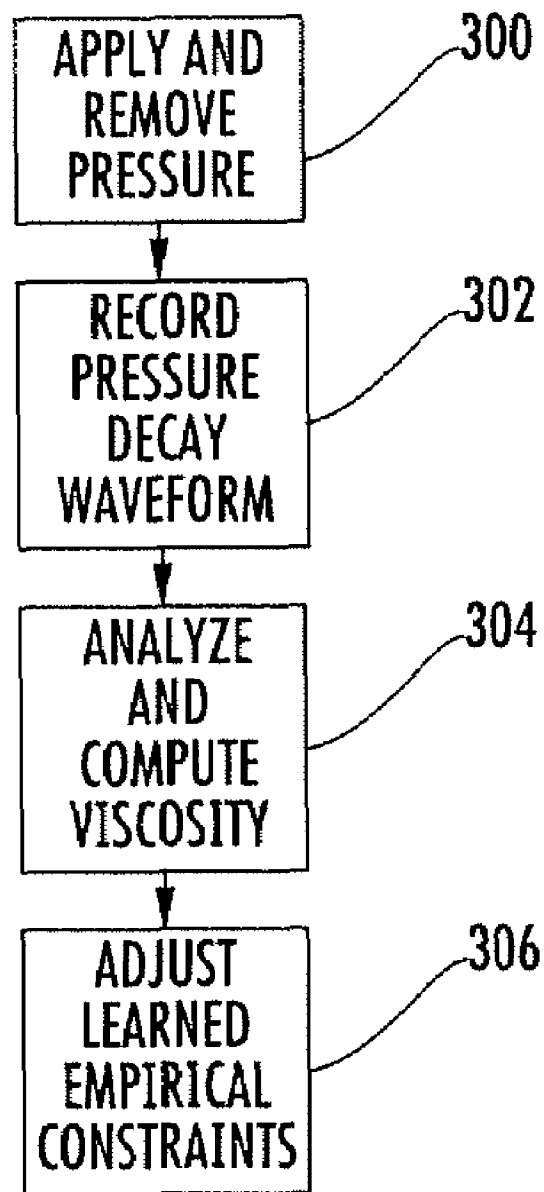 APPLY AND
REMOVE
PRESSURE
300
RECORD
PRESSURE
DECAY
WAVEFORM
302
ANALYZE
AND
COMPUTE
VISCOSITY
304
ADJUST
LEARNED
EMPIRICAL
CONSTRAINTS
306